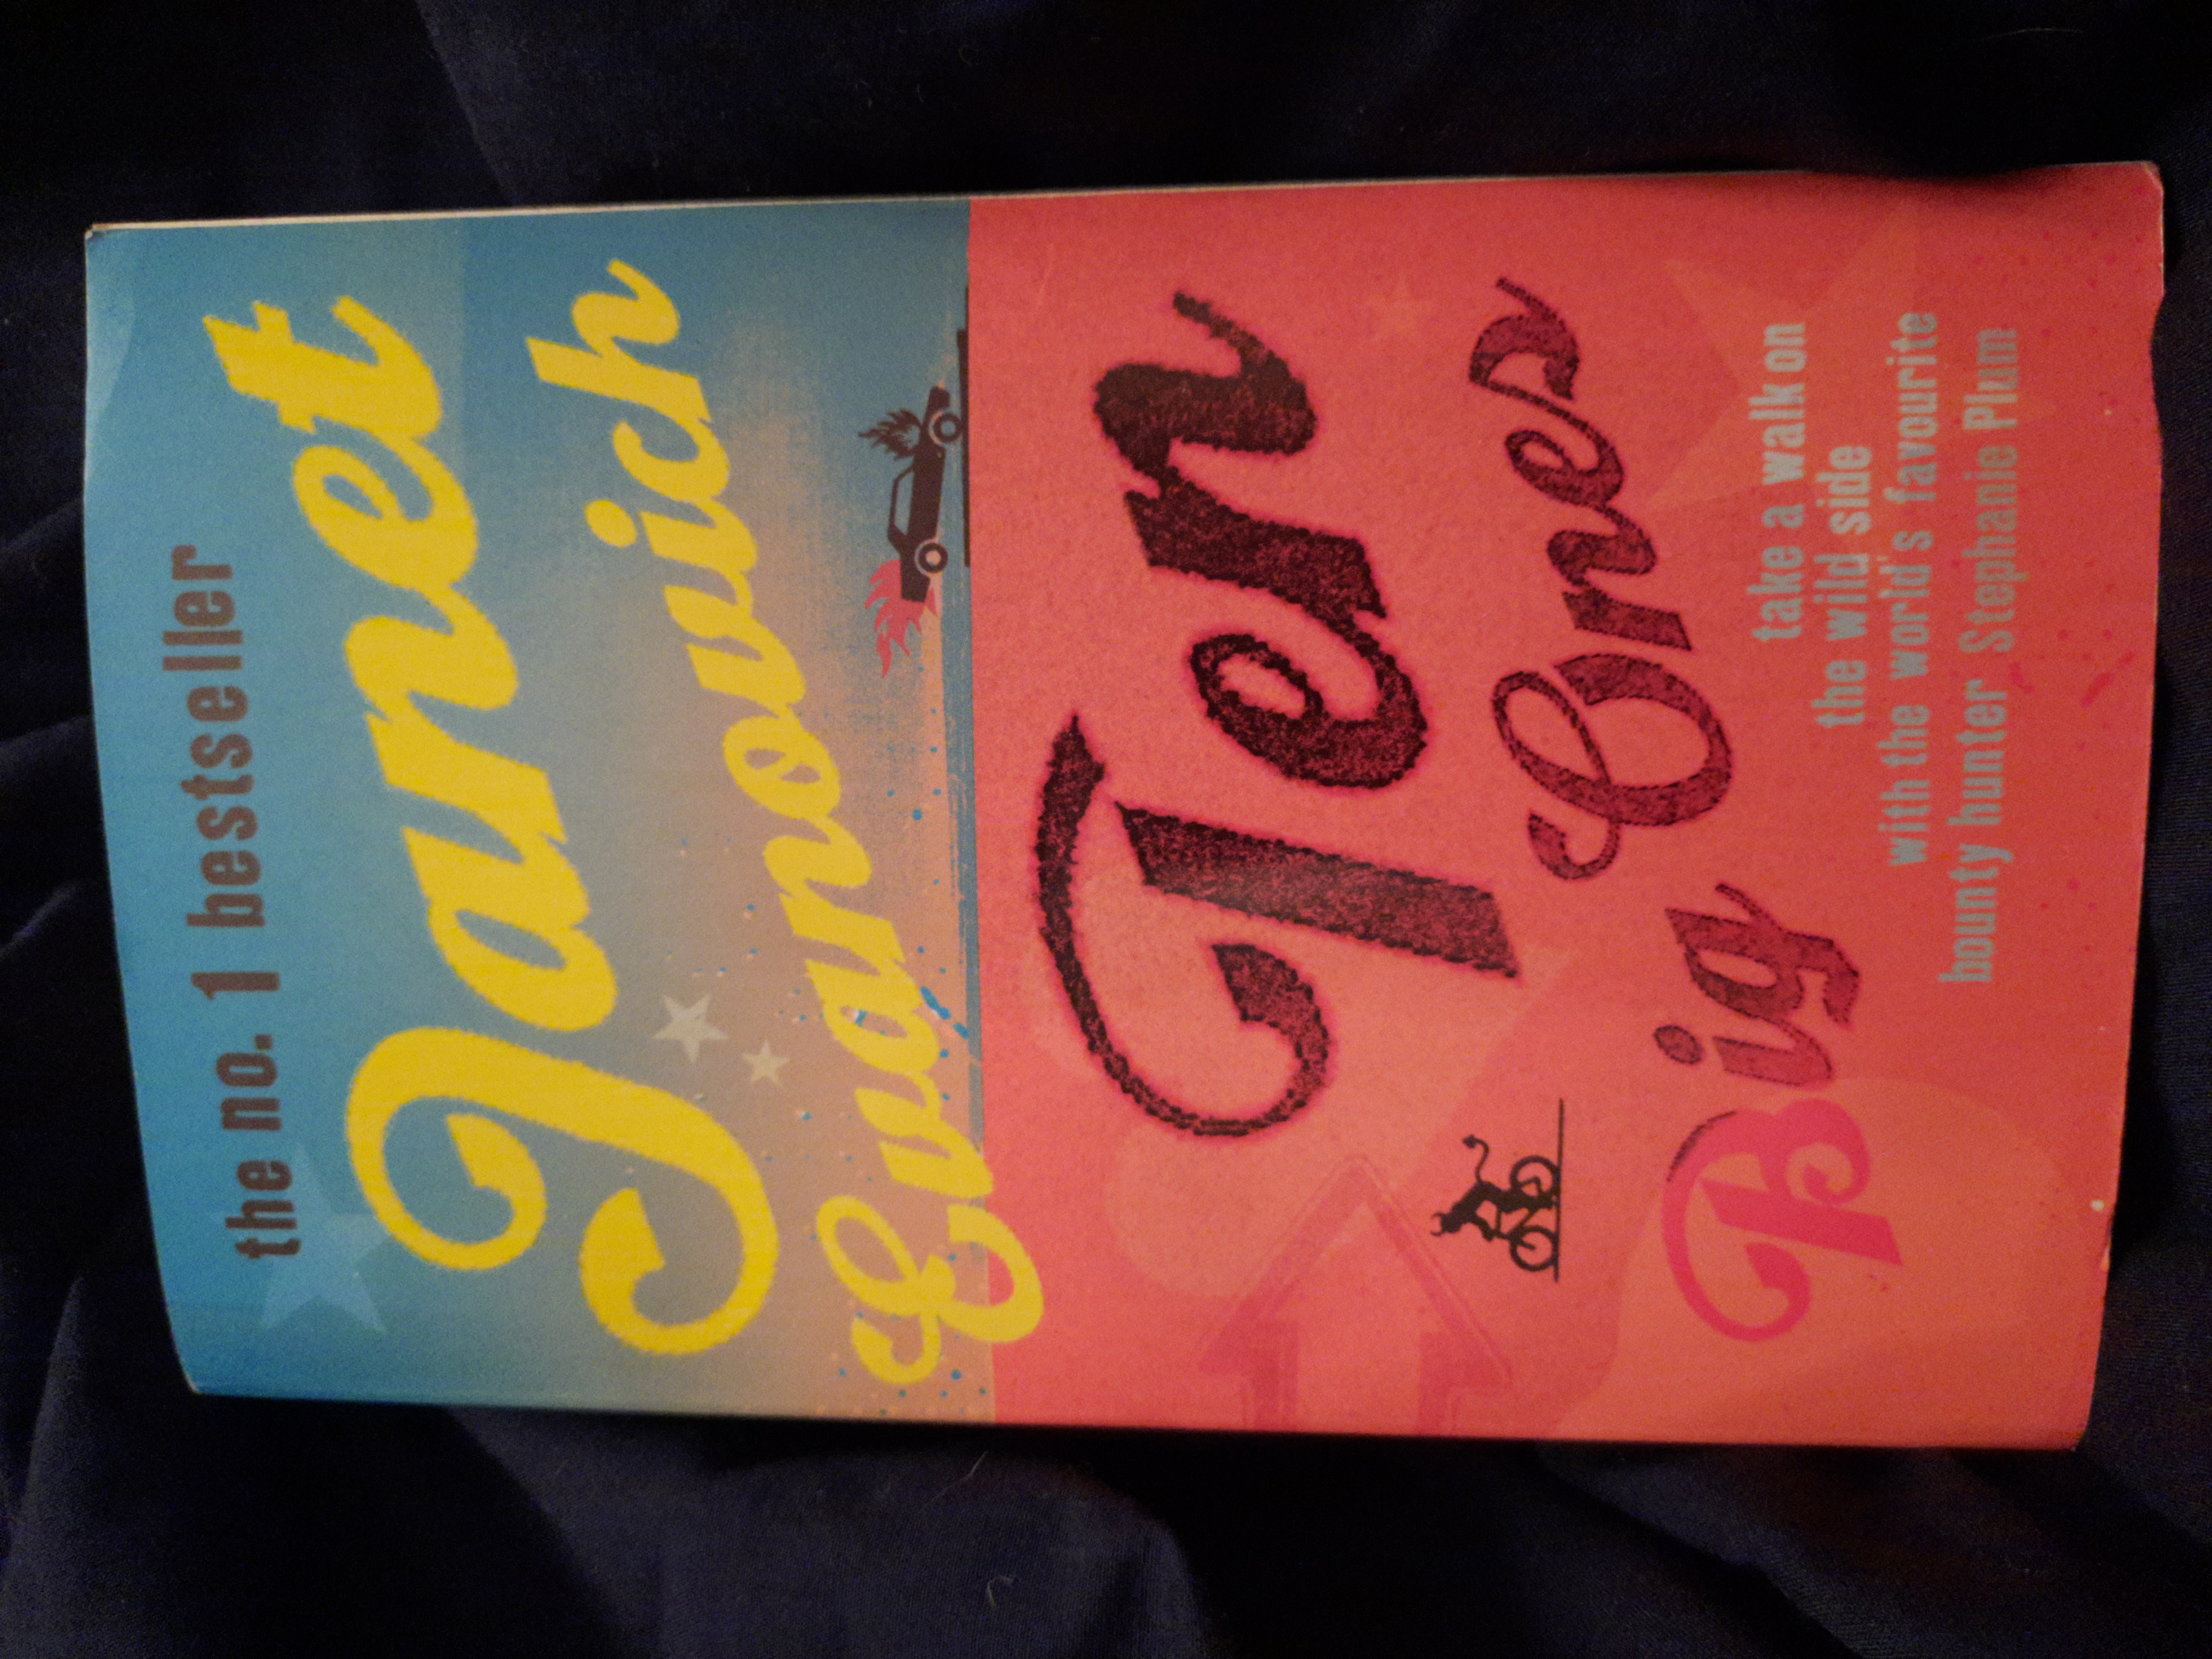 the no. 1 bestseller
Janet
Evanovich
Ten
Big Ones
take a walk on
the wild side
with the world's favourite
bounty hunter Stephanie Plum